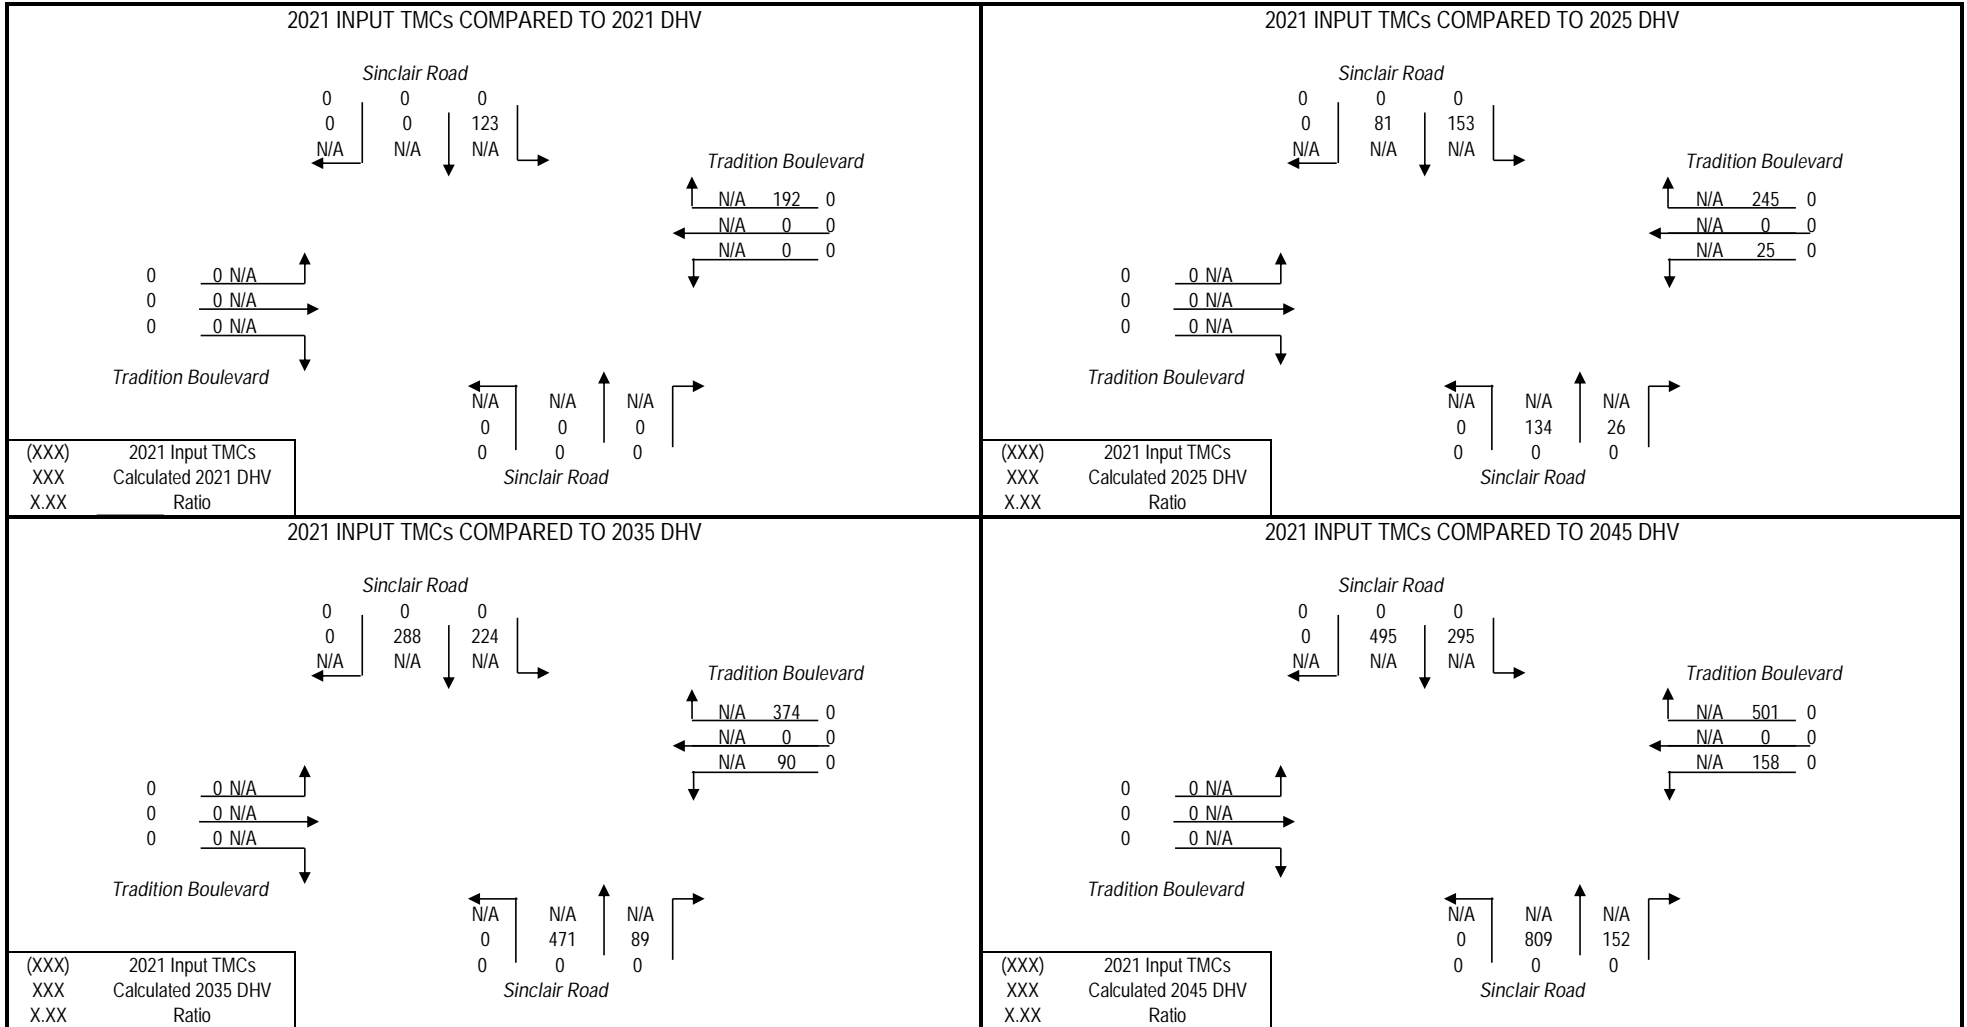 2021 INPUT TMCs COMPARED TO 2021 DHV
Sinclair Road
0 0 0
0 0 123
N/A N/A N/A
Tradition Boulevard
N/A 192 0
N/A 0 0
N/A 0 0
0 0 N/A
0 0 N/A
0 0 N/A
Tradition Boulevard
N/A N/A N/A
0 0 0
0 0 0
Sinclair Road
(XXX) 2021 Input TMCs
XXX Calculated 2021 DHV
X.XX Ratio
2021 INPUT TMCs COMPARED TO 2025 DHV
Sinclair Road
0 0 0
0 81 153
N/A N/A N/A
Tradition Boulevard
N/A 245 0
N/A 0 0
N/A 25 0
0 0 N/A
0 0 N/A
0 0 N/A
Tradition Boulevard
N/A N/A N/A
0 134 26
0 0 0
Sinclair Road
(XXX) 2021 Input TMCs
XXX Calculated 2025 DHV
X.XX Ratio
2021 INPUT TMCs COMPARED TO 2035 DHV
Sinclair Road
0 0 0
0 288 224
N/A N/A N/A
Tradition Boulevard
N/A 374 0
N/A 0 0
N/A 90 0
0 0 N/A
0 0 N/A
0 0 N/A
Tradition Boulevard
N/A N/A N/A
0 471 89
0 0 0
Sinclair Road
(XXX) 2021 Input TMCs
XXX Calculated 2035 DHV
X.XX Ratio
2021 INPUT TMCs COMPARED TO 2045 DHV
Sinclair Road
0 0 0
0 495 295
N/A N/A N/A
Tradition Boulevard
N/A 501 0
N/A 0 0
N/A 158 0
0 0 N/A
0 0 N/A
0 0 N/A
Tradition Boulevard
N/A N/A N/A
0 809 152
0 0 0
Sinclair Road
(XXX) 2021 Input TMCs
XXX Calculated 2045 DHV
X.XX Ratio